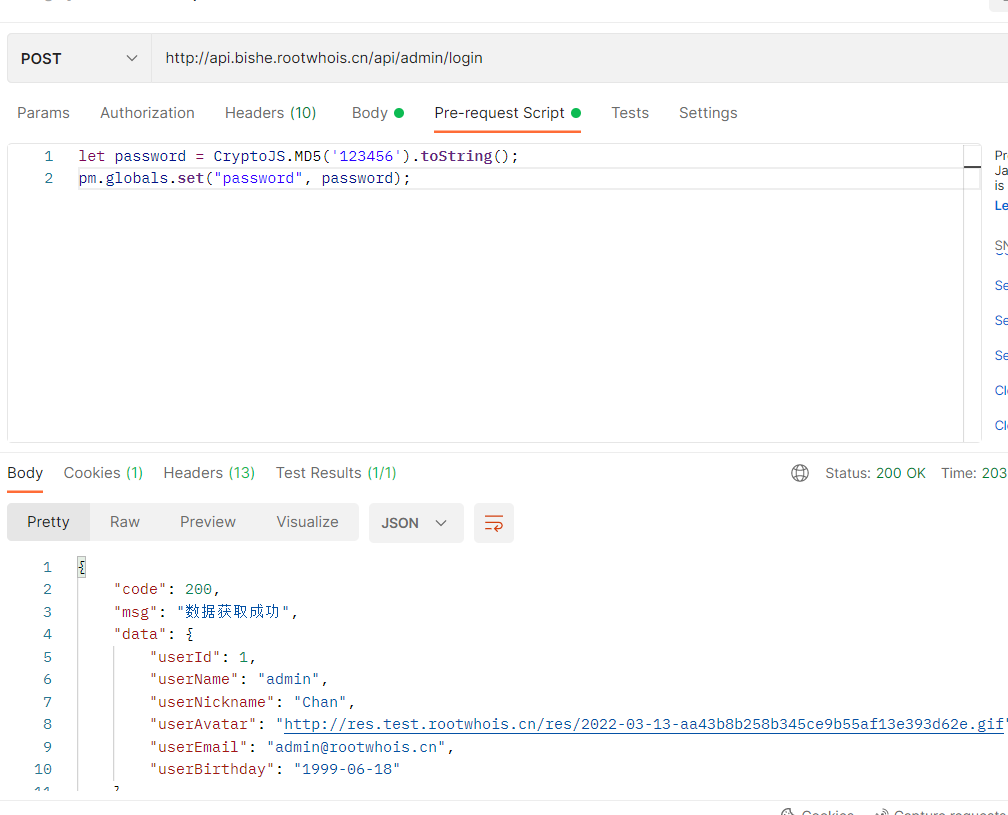 POST http://api.bishe.rootwhois.cn/api/admin/login
Params Authorization Headers (10) Body Pre-request Script Tests Settings
1 let password = CryptoJS.MD5('123456').toString();
2 pm.globals.set("password", password);
Pr
Ja
is
Le
SN
Se
Se
Se
Cl
Cl
Body Cookies (1) Headers (13) Test Results (1/1) Status: 200 OK Time: 203
Pretty Raw Preview Visualize JSON
1 {
2 "code": 200,
3 "msg": "数据获取成功",
4 "data": {
5 "userId": 1,
6 "userName": "admin",
7 "userNickname": "Chan",
8 "userAvatar": "http://res.test.rootwhois.cn/res/2022-03-13-aa43b8b258b345ce9b55af13e393d62e.gif"
9 "userEmail": "admin@rootwhois.cn",
10 "userBirthday": "1999-06-18"
11 }
Cookies Capture requests